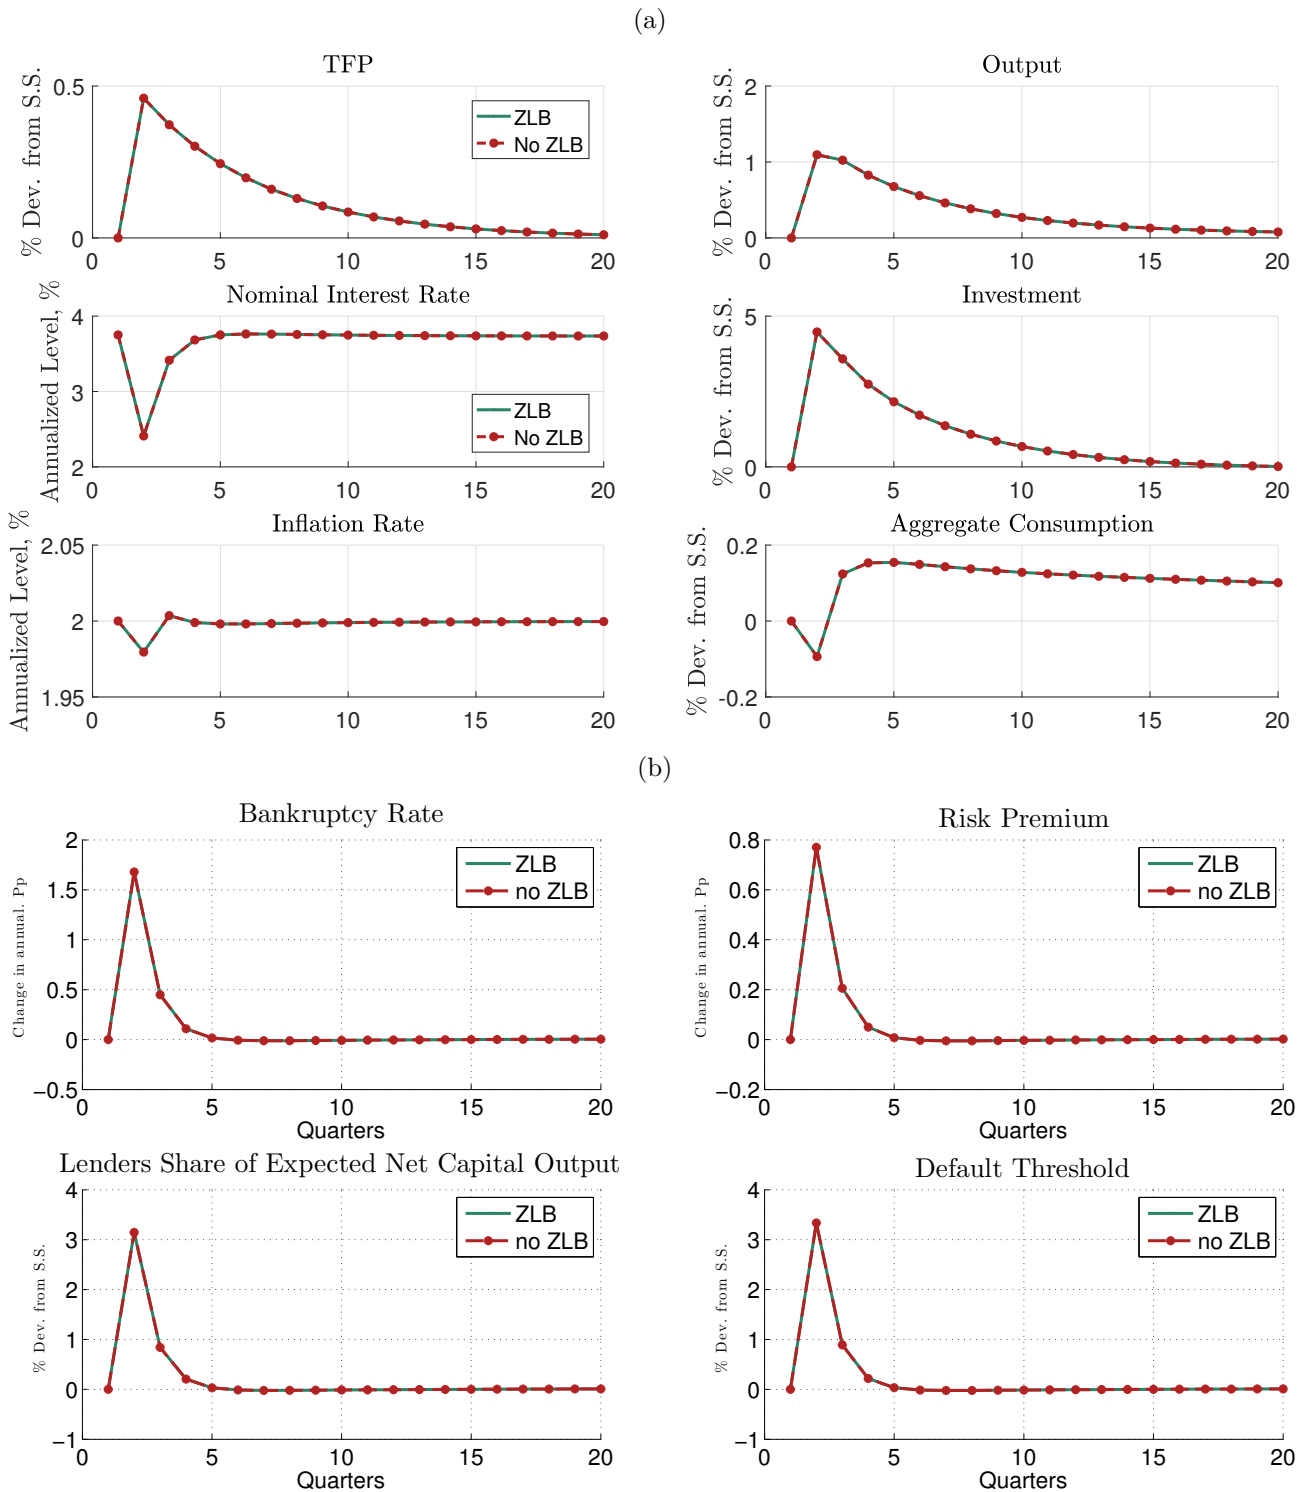 (a)
TFP
% Dev. from S.S.
0.5
0
ZLB
No ZLB
0 5 10 15 20
Output
% Dev. from S.S.
2
1
0
0 5 10 15 20
Nominal Interest Rate
Annualized Level, %
4
3
2
ZLB
No ZLB
0 5 10 15 20
Investment
% Dev. from S.S.
5
0
0 5 10 15 20
Inflation Rate
Annualized Level, %
2.05
2
1.95
0 5 10 15 20
Aggregate Consumption
% Dev. from S.S.
0.2
0
-0.2
0 5 10 15 20
(b)
Bankruptcy Rate
Change in annual. Pp
2
1.5
1
0.5
0
−0.5
ZLB
no ZLB
0 5 10 15 20
Quarters
Risk Premium
Change in annual. Pp
0.8
0.6
0.4
0.2
0
−0.2
ZLB
no ZLB
0 5 10 15 20
Quarters
Lenders Share of Expected Net Capital Output
% Dev. from S.S.
4
3
2
1
0
−1
ZLB
no ZLB
0 5 10 15 20
Quarters
Default Threshold
% Dev. from S.S.
4
3
2
1
0
−1
ZLB
no ZLB
0 5 10 15 20
Quarters